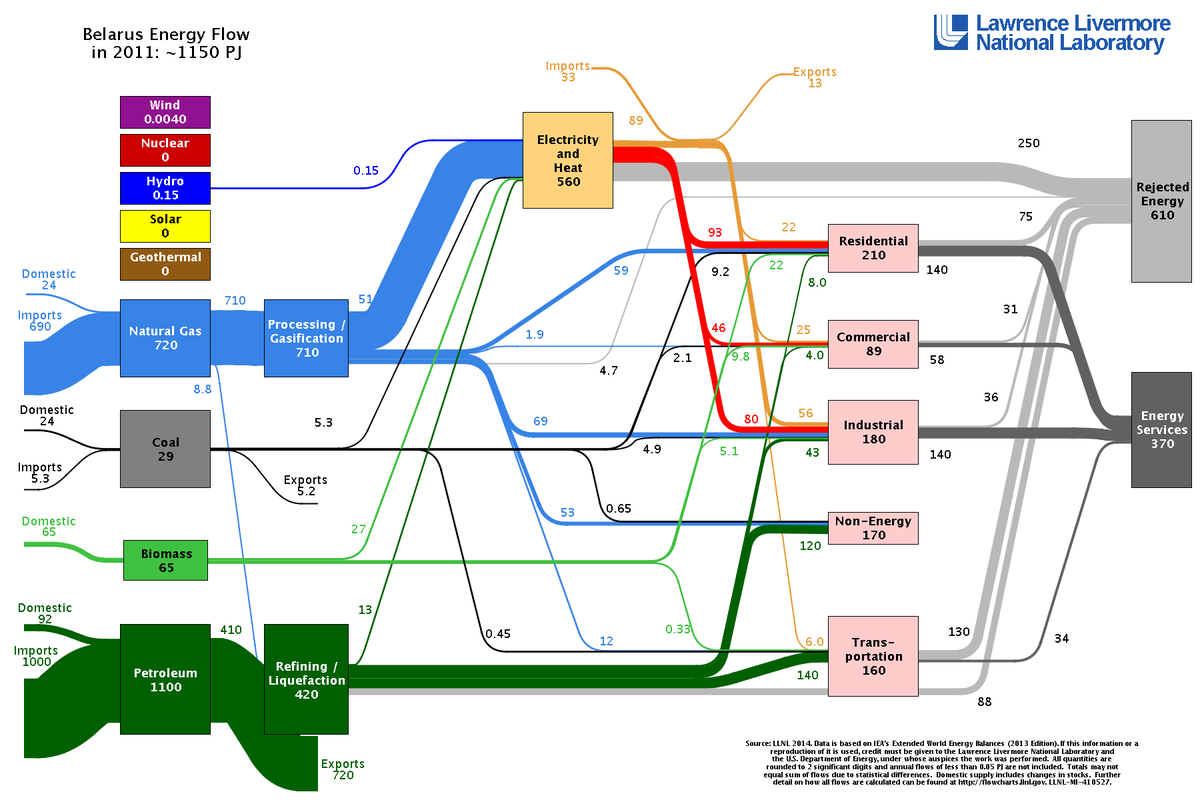 Belarus Energy Flow
in 2011: ~1150 PJ
Lawrence Livermore
National Laboratory
Imports
33
Exports
13
89
Wind
0.0040
Nuclear
0
Hydro
0.15
Solar
0
Geothermal
0
0.15
Electricity
and
Heat
560
250
Rejected
Energy
610
75
22
93
Residential
210
140
59
9.2
22
8.0
Domestic
24
Imports
690
Natural Gas
720
710
Processing /
Gasification
710
51
8.8
1.9
4.7
2.1
46
25
9.8
4.0
Commercial
89
31
58
Domestic
24
Imports
5.3
Coal
29
5.3
Exports
5.2
69
4.9
80
56
5.1
43
Industrial
180
36
140
Energy
Services
370
Domestic
65
Biomass
65
27
0.65
53
Non-Energy
170
120
Domestic
92
Imports
1000
Petroleum
1100
410
Refining /
Liquefaction
420
13
Exports
720
0.45
12
0.33
6.0
140
Trans-
portation
160
130
34
88
Source: LLNL 2014. Data is based on IEA's Extended World Energy Balances (2013 Edition). If this information or a
reproduction of it is used, credit must be given to the Lawrence Livermore National Laboratory and
the U.S. Department of Energy, under whose auspices the work was performed. All quantities are
rounded to 2 significant digits and annual flows of less than 0.05 PJ are not included. Totals may not
equal sum of flows due to statistical differences. Domestic supply includes changes in stocks. Further
detail on how all flows are calculated can be found at http://flowcharts.llnl.gov. LLNL-MI-410527.